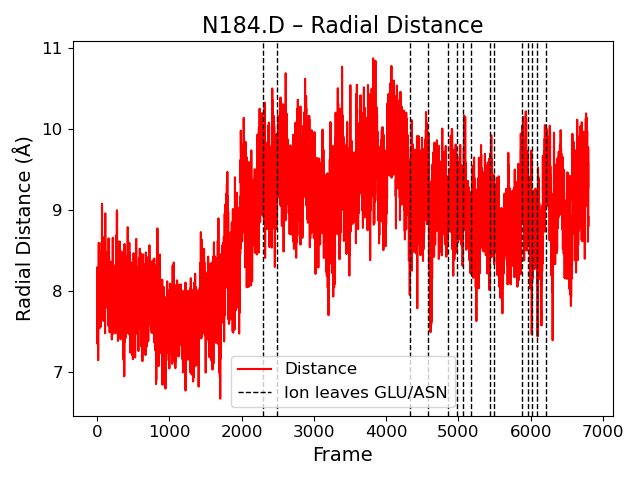 N184.D – Radial Distance
Radial Distance (Å)
11
10
9
8
7
Distance
Ion leaves GLU/ASN
0 1000 2000 3000 4000 5000 6000 7000
Frame